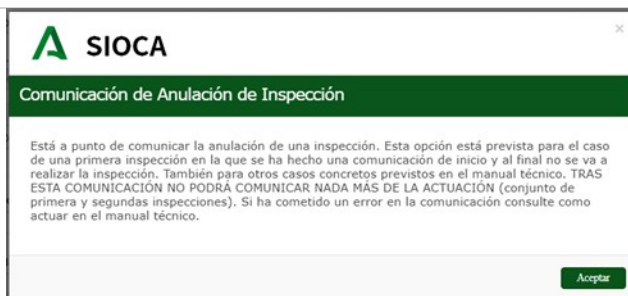 SIOCA
×
Comunicación de Anulación de Inspección
Está a punto de comunicar la anulación de una inspección. Esta opción está prevista para el caso
de una primera inspección en la que se ha hecho una comunicación de inicio y al final no se va a
realizar la inspección. También para otros casos concretos previstos en el manual técnico. TRAS
ESTA COMUNICACIÓN NO PODRÁ COMUNICAR NADA MÁS DE LA ACTUACIÓN (conjunto de
primera y segundas inspecciones). Si ha cometido un error en la comunicación consulte como
actuar en el manual técnico.
Aceptar